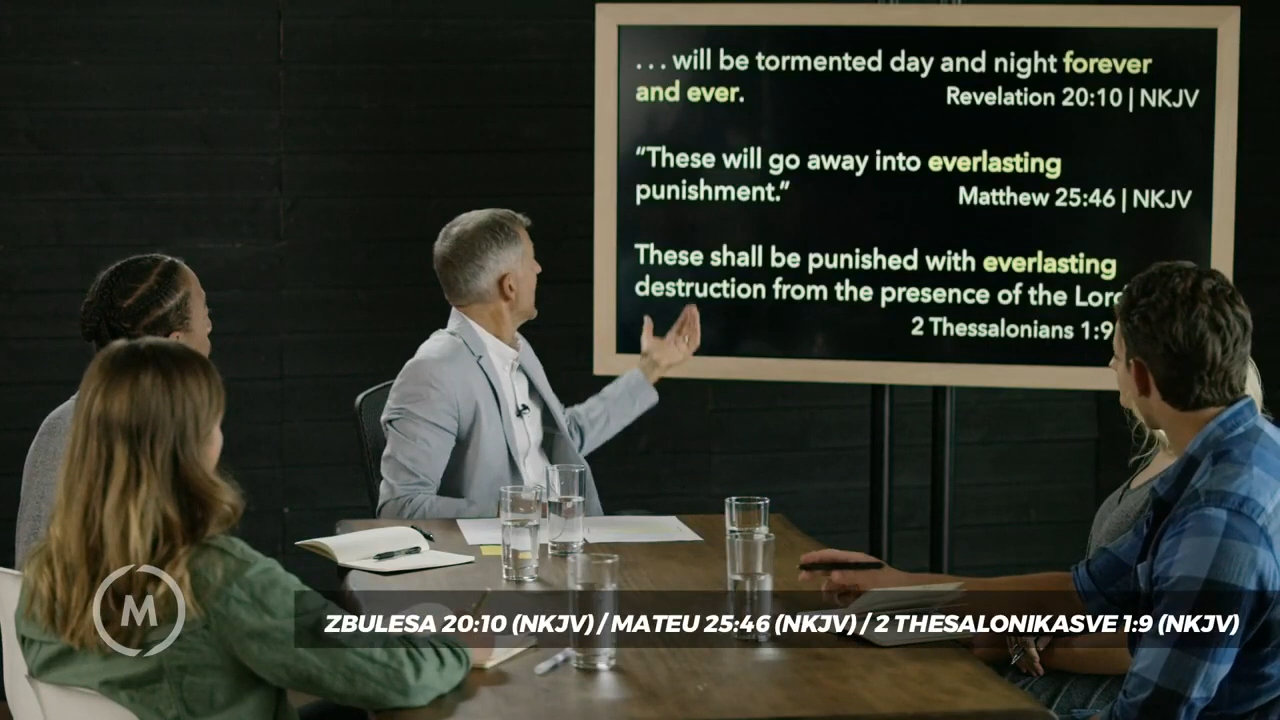 . . . will be tormented day and night forever
and ever.
Revelation 20:10 | NKJV
“These will go away into everlasting
punishment.”
Matthew 25:46 | NKJV
These shall be punished with everlasting
destruction from the presence of the Lord
2 Thessalonians 1:9
M
ZBULESA 20:10 (NKJV) / MATEU 25:46 (NKJV) / 2 THESALONIKASVE 1:9 (NKJV)